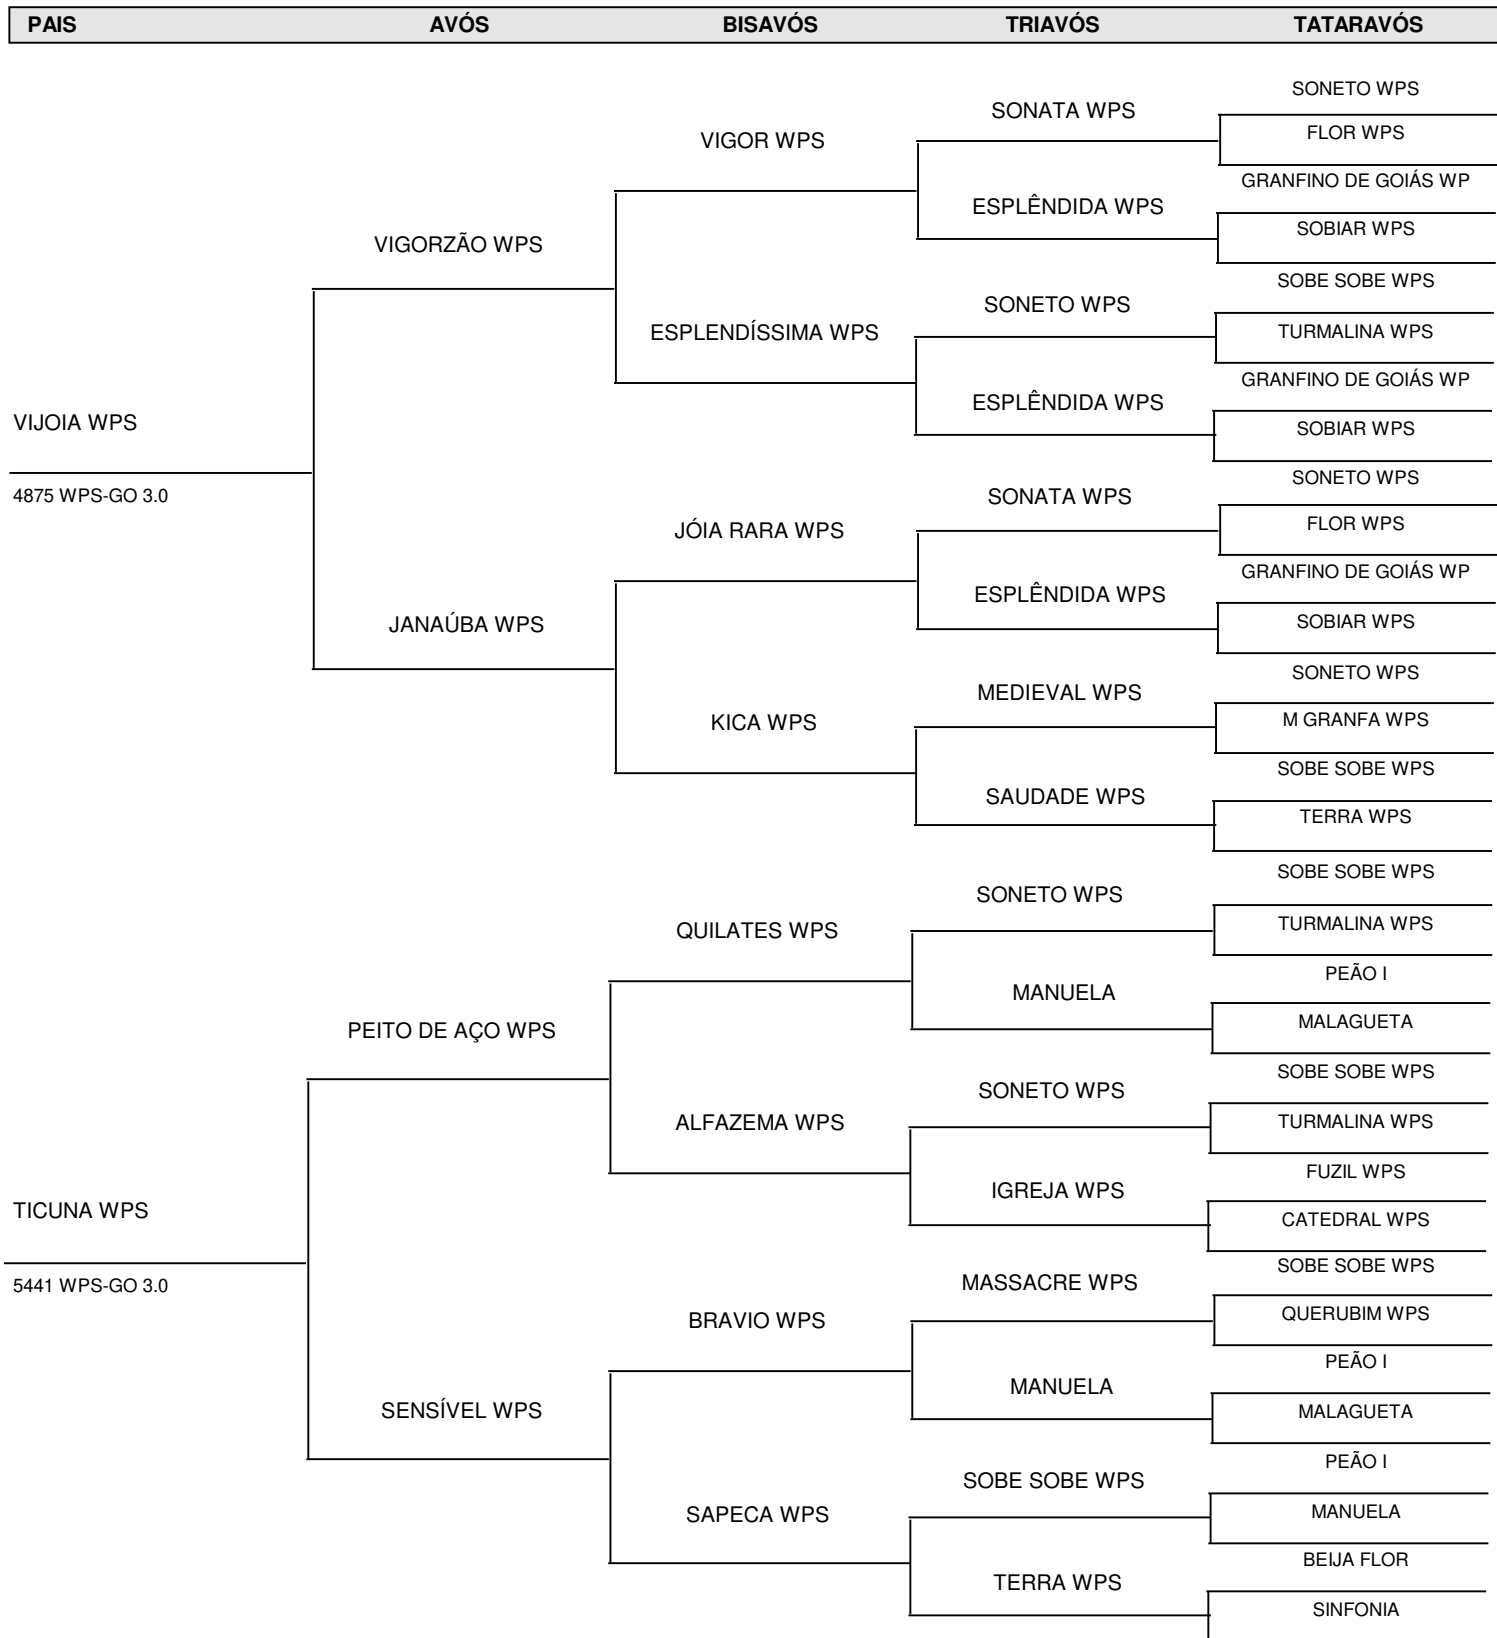 PAIS AVÓS BISAVÓS TRIAVÓS TATARAVÓS
SONETO WPS
SONATA WPS
FLOR WPS
VIGOR WPS
GRANFINO DE GOIÁS WP
ESPLÊNDIDA WPS
SOBIAR WPS
VIGORZÃO WPS
SOBE SOBE WPS
SONETO WPS
TURMALINA WPS
ESPLENDÍSSIMA WPS
GRANFINO DE GOIÁS WP
ESPLÊNDIDA WPS
SOBIAR WPS
VIJOIA WPS
4875 WPS-GO 3.0
SONETO WPS
SONATA WPS
FLOR WPS
JÓIA RARA WPS
GRANFINO DE GOIÁS WP
ESPLÊNDIDA WPS
SOBIAR WPS
JANAÚBA WPS
SONETO WPS
MEDIEVAL WPS
M GRANFA WPS
KICA WPS
SOBE SOBE WPS
SAUDADE WPS
TERRA WPS
SOBE SOBE WPS
SONETO WPS
TURMALINA WPS
QUILATES WPS
PEÃO I
MANUELA
MALAGUETA
PEITO DE AÇO WPS
SOBE SOBE WPS
SONETO WPS
TURMALINA WPS
ALFAZEMA WPS
FUZIL WPS
IGREJA WPS
CATEDRAL WPS
TICUNA WPS
5441 WPS-GO 3.0
SOBE SOBE WPS
MASSACRE WPS
QUERUBIM WPS
BRAVIO WPS
PEÃO I
MANUELA
MALAGUETA
SENSÍVEL WPS
PEÃO I
SOBE SOBE WPS
MANUELA
SAPECA WPS
BEIJA FLOR
TERRA WPS
SINFONIA